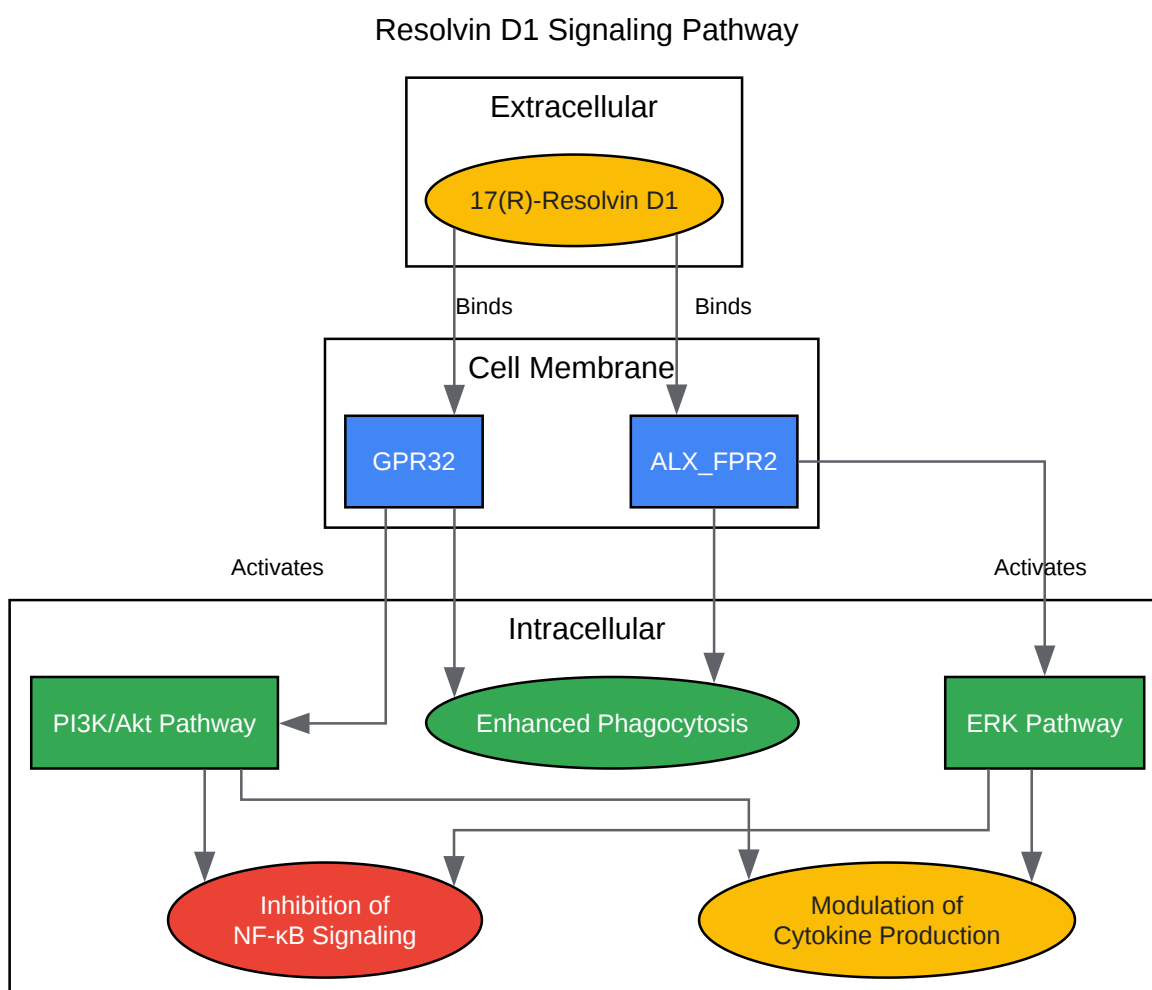 Resolvin D1 Signaling Pathway
Extracellular
17(R)-Resolvin D1
Binds
Binds
Cell Membrane
GPR32
ALX_FPR2
Activates
Activates
Intracellular
PI3K/Akt Pathway
Enhanced Phagocytosis
ERK Pathway
Inhibition of
NF-κB Signaling
Modulation of
Cytokine Production